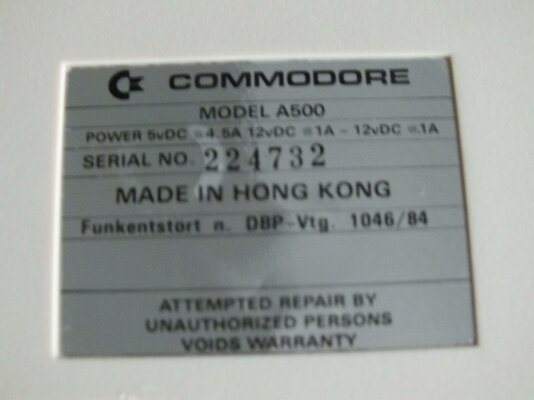 COMMODORE
MODEL A500
POWER 5vDC @ 4.5A 12vDC @ 1A - 12vDC @ .1A
SERIAL NO. 224732
MADE IN HONG KONG
Funkentstört n. DBP-Vtg. 1046/84
ATTEMPTED REPAIR BY
UNAUTHORIZED PERSONS
VOIDS WARRANTY